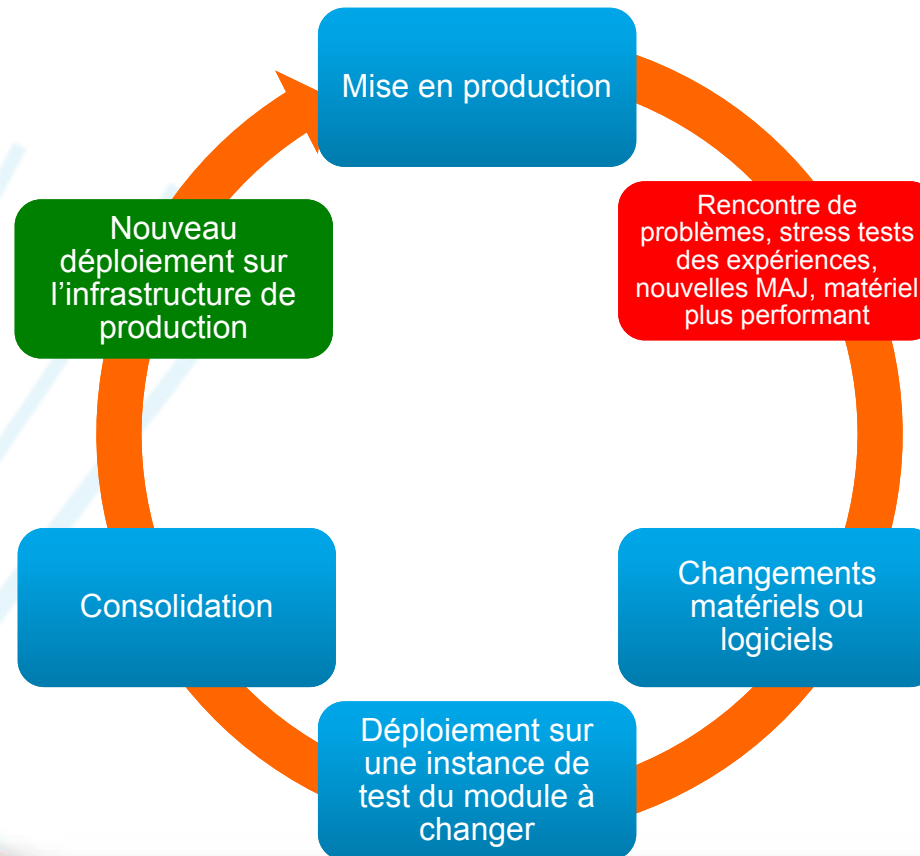 Mise en production
Rencontre de
problèmes, stress tests
des expériences,
nouvelles MAJ, matériel
plus performant
Changements
matériels ou
logiciels
Déploiement sur
une instance de
test du module à
changer
Consolidation
Nouveau
déploiement sur
l’infrastructure de
production